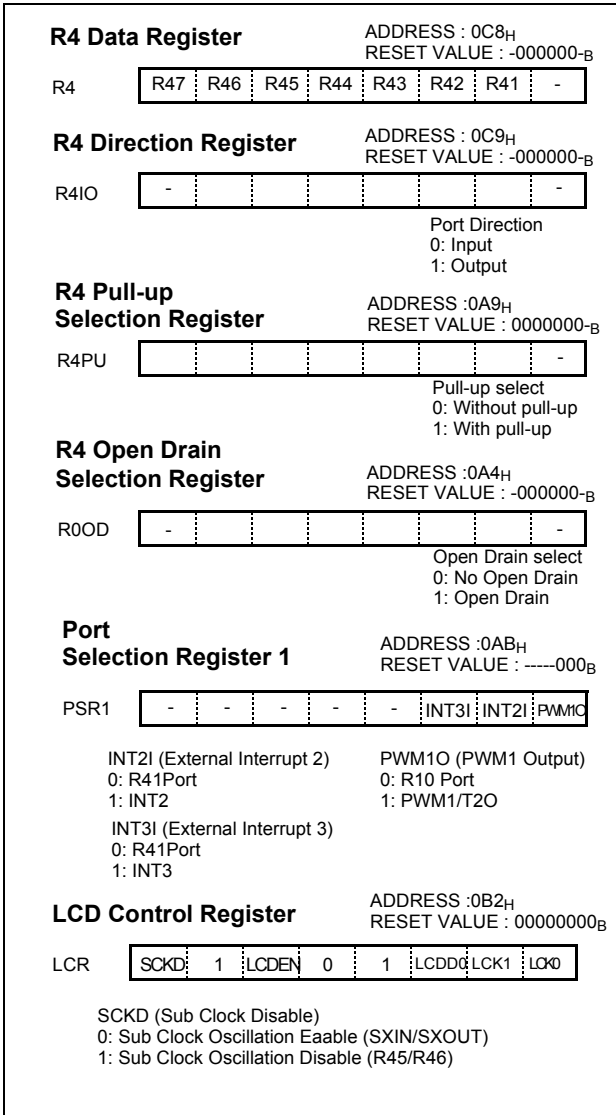 R4 Data Register
ADDRESS : 0C8H
RESET VALUE : -000000-B
R4 R47 R46 R45 R44 R43 R42 R41 -
R4 Direction Register
ADDRESS : 0C9H
RESET VALUE : -000000-B
R4IO - -
Port Direction
0: Input
1: Output
R4 Pull-up
Selection Register
ADDRESS :0A9H
RESET VALUE : 0000000-B
R4PU -
Pull-up select
0: Without pull-up
1: With pull-up
R4 Open Drain
Selection Register
ADDRESS :0A4H
RESET VALUE : -000000-B
R0OD - -
Open Drain select
0: No Open Drain
1: Open Drain
Port
Selection Register 1
ADDRESS :0ABH
RESET VALUE : -----000B
PSR1 - - - - - INT3I INT2I PWM1O
INT2I (External Interrupt 2)
0: R41Port
1: INT2
INT3I (External Interrupt 3)
0: R41Port
1: INT3
PWM1O (PWM1 Output)
0: R10 Port
1: PWM1/T2O
LCD Control Register
ADDRESS :0B2H
RESET VALUE : 00000000B
LCR SCKD 1 LCDEN 0 1 LCDD0 LCK1 LCK0
SCKD (Sub Clock Disable)
0: Sub Clock Oscillation Eaable (SXIN/SXOUT)
1: Sub Clock Oscillation Disable (R45/R46)